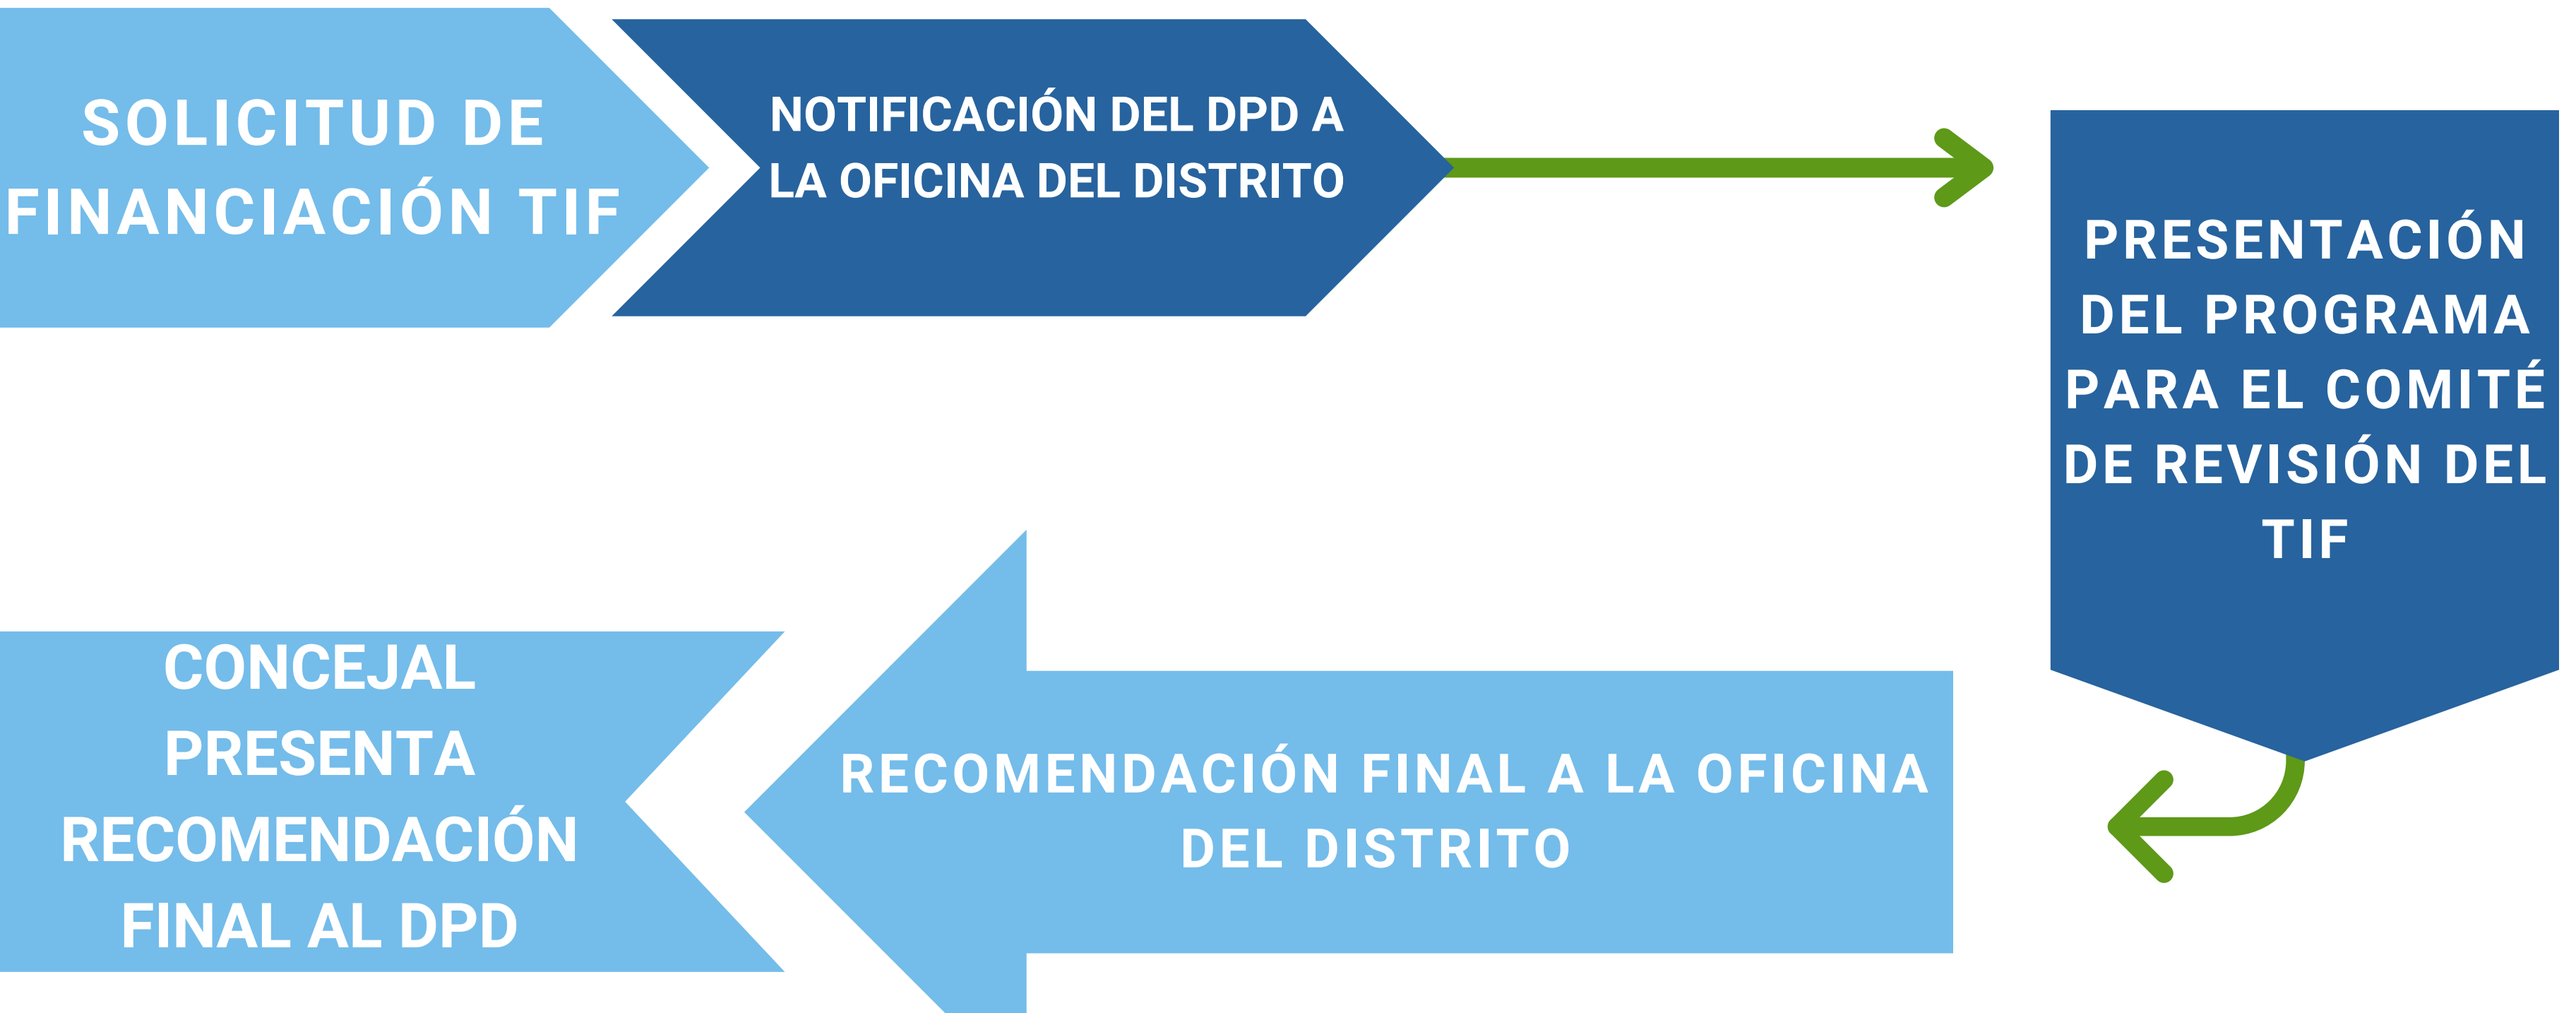 SOLICITUD DE
FINANCIACIÓN TIF
NOTIFICACIÓN DEL DPD A
LA OFICINA DEL DISTRITO
PRESENTACIÓN
DEL PROGRAMA
PARA EL COMITÉ
DE REVISIÓN DEL
TIF
RECOMENDACIÓN FINAL A LA OFICINA
DEL DISTRITO
CONCEJAL
PRESENTA
RECOMENDACIÓN
FINAL AL DPD